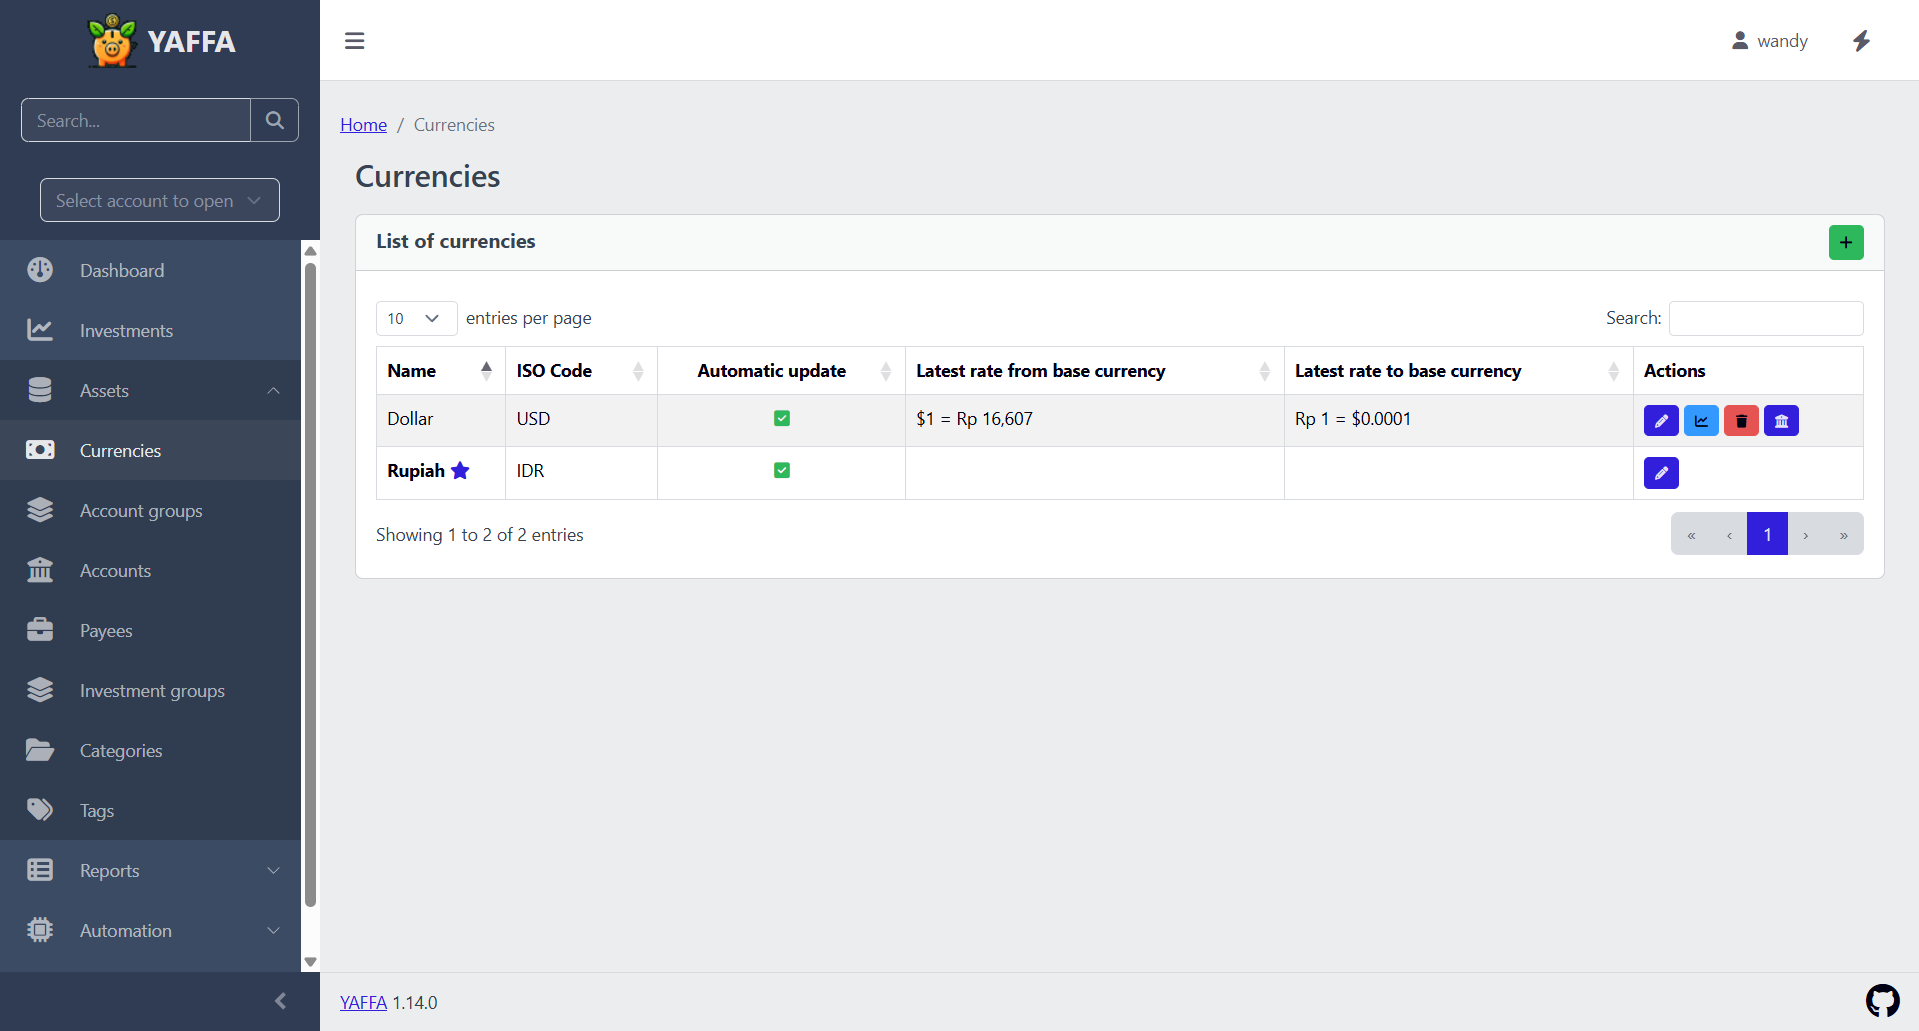 YAFFA
wandy
Search...
Select account to open
Dashboard
Investments
Assets
Currencies
Account groups
Accounts
Payees
Investment groups
Categories
Tags
Reports
Automation
Home / Currencies
Currencies
List of currencies
+
10 entries per page
Search:
Name ISO Code Automatic update Latest rate from base currency Latest rate to base currency Actions
Dollar USD $1 = Rp 16,607 Rp 1 = $0.0001
Rupiah IDR
Showing 1 to 2 of 2 entries
« ‹ 1 › »
YAFFA 1.14.0